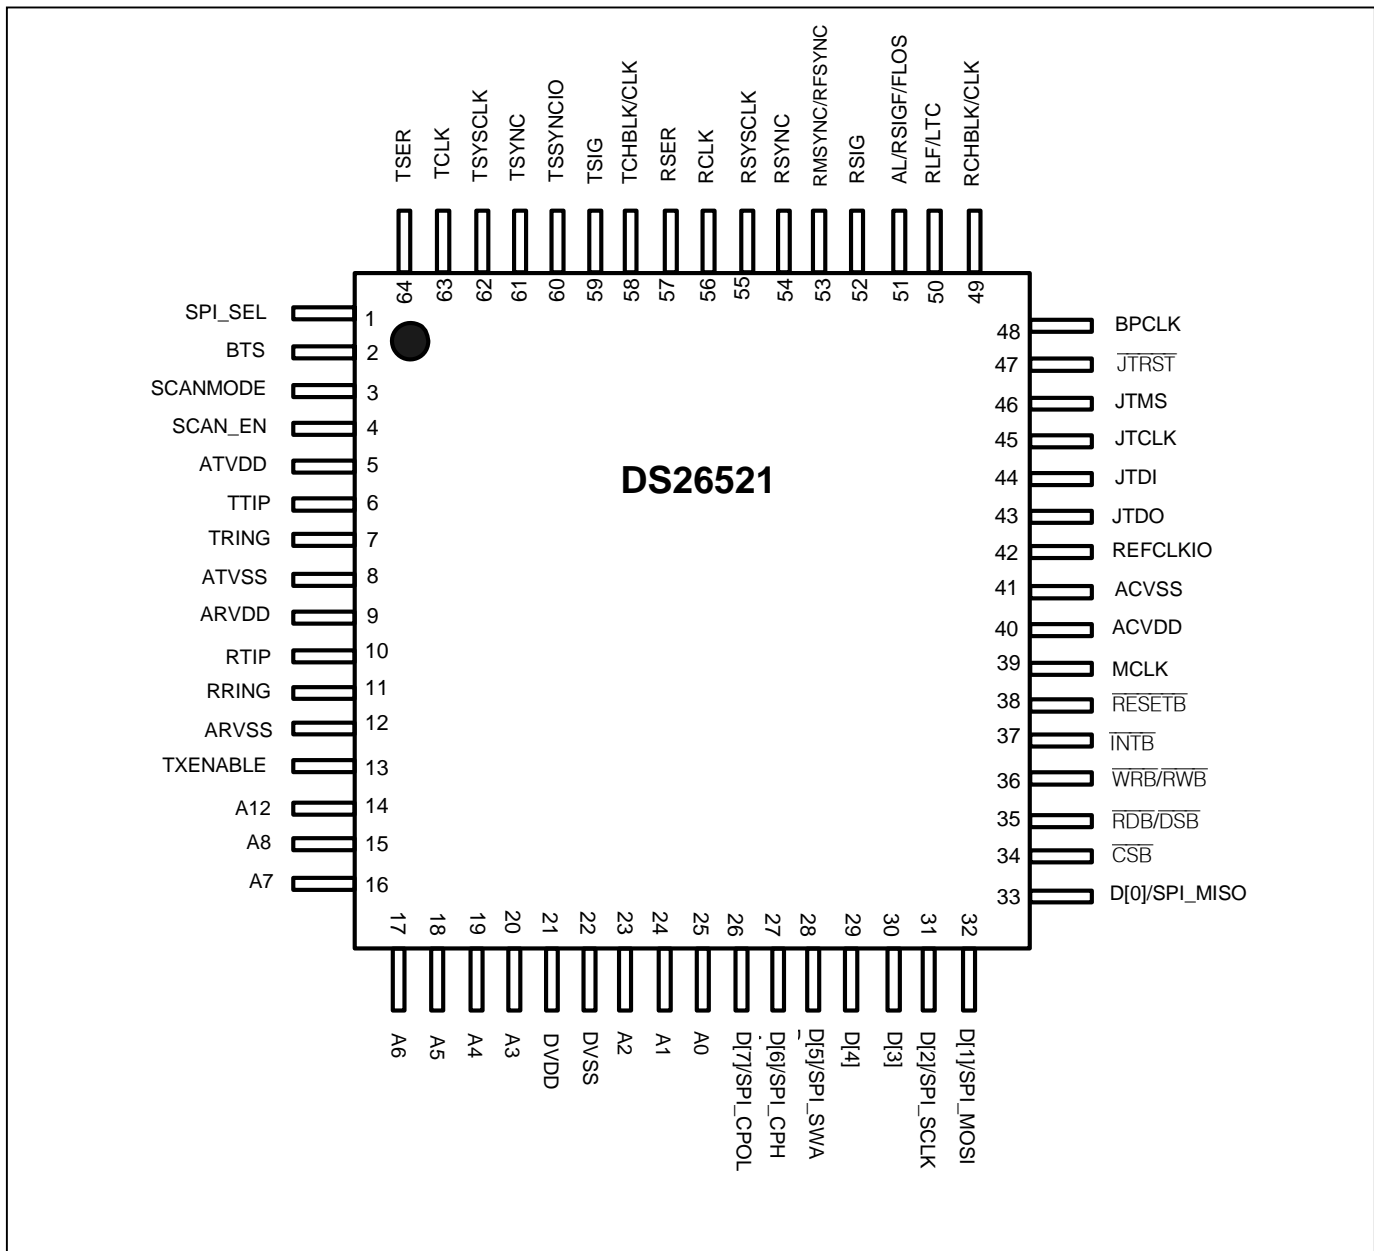 TSER
TCLK
TSYSCLK
TSYNC
TSSYNCIO
TSIG
TCHBLK/CLK
RSER
RCLK
RSYSCLK
RSYNC
RMSYNC/RFSYNC
RSIG
AL/RSIGF/FLOS
RLF/LTC
RCHBLK/CLK
64
63
62
61
60
59
58
57
56
55
54
53
52
51
50
49
SPI_SEL 1
BTS 2
SCANMODE 3
SCAN_EN 4
ATVDD 5
TTIP 6
TRING 7
ATVSS 8
ARVDD 9
RTIP 10
RRING 11
ARVSS 12
TXENABLE 13
A12 14
A8 15
A7 16
DS26521
48 BPCLK
47 JTRST
46 JTMS
45 JTCLK
44 JTDI
43 JTDO
42 REFCLKIO
41 ACVSS
40 ACVDD
39 MCLK
38 RESETB
37 INTB
36 WRB/RWB
35 RDB/DSB
34 CSB
33 D[0]/SPI_MISO
17
18
19
20
21
22
23
24
25
26
27
28
29
30
31
32
A6
A5
A4
A3
DVDD
DVSS
A2
A1
A0
D[7]/SPI_CPOL
D[6]/SPI_CPH
D[5]/SPI_SWA
D[4]
D[3]
D[2]/SPI_SCLK
D[1]/SPI_MOSI